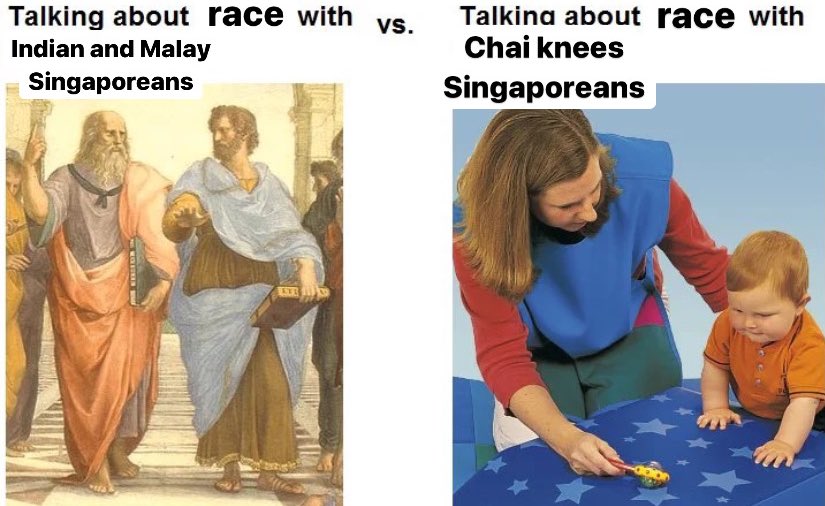 Talking about race with
Indian and Malay
Singaporeans
vs.
Talking about race with
Chai knees
Singaporeans